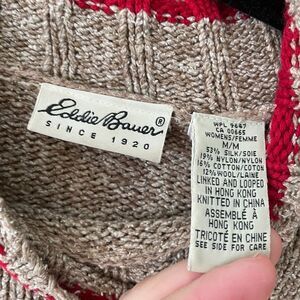 Eddie Bauer®
SINCE 1920
WPL 9647
CA 00665
WOMENS/FEMME
M/M
53% SILK/SOIE
19% NYLON/NYLON
16% COTTON/COTON
12% WOOL/LAINE
LINKED AND LOOPED
IN HONG KONG
KNITTED IN CHINA
ASSEMBLÉ À
HONG KONG
TRICOTÉ EN CHINE
SEE SIDE FOR CARE